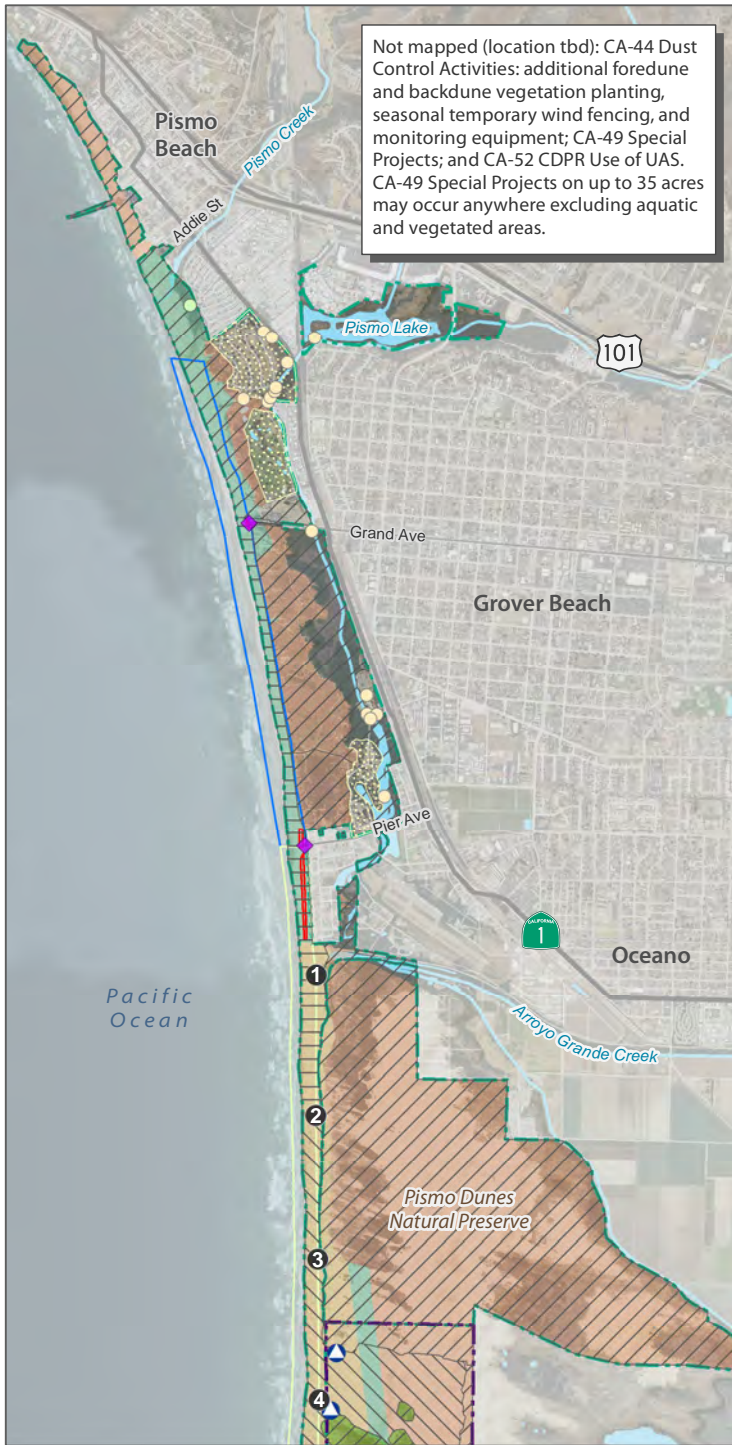 Not mapped (location tbd): CA-44 Dust
Control Activities: additional foredune
and backdune vegetation planting,
seasonal temporary wind fencing, and
monitoring equipment; CA-49 Special
Projects; and CA-52 CDPR Use of UAS.
CA-49 Special Projects on up to 35 acres
may occur anywhere excluding aquatic
and vegetated areas.
Pismo
Beach
Pismo Creek
Addie St
Pismo Lake
101
Grand Ave
Grover Beach
Pier Ave
CALIFORNIA
1
Oceano
1
Pacific
Ocean
Arroyo Grande Creek
2
Pismo Dunes
Natural Preserve
3
4